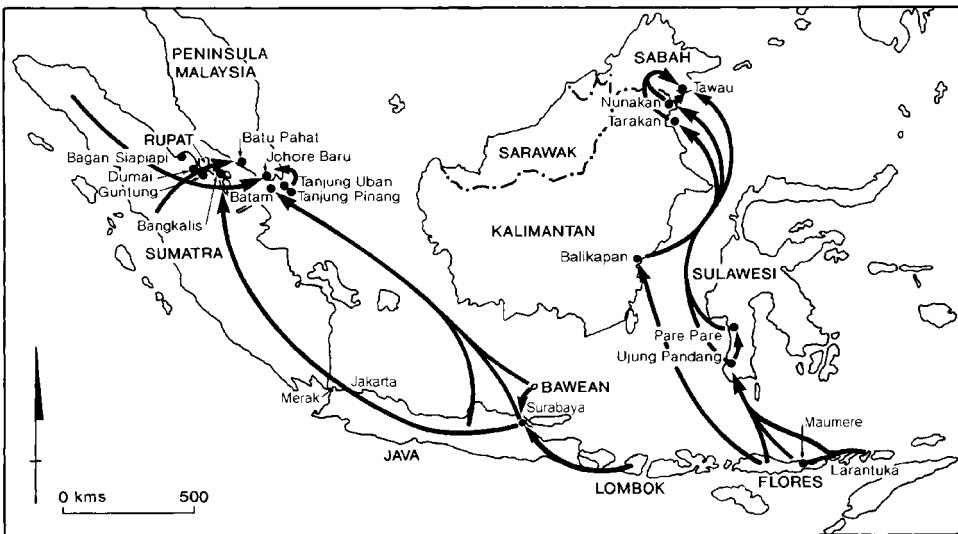 PENINSULA
MALAYSIA
SABAH
Tawau
Nunakan
Tarakan
Batu Pahat
RUPAT
Johore Baru
Bagan Siapiapi
SARAWAK
Dumai
Tanjung Uban
Guntung
Batam
Tanjung Pinang
Bangkalis
KALIMANTAN
SUMATRA
Balikapan
SULAWESI
Pare Pare
Ujung Pandang
Jakarta
BAWEAN
Merak
Surabaya
Maumere
JAVA
Larantuka
LOMBOK
FLORES
0 kms 500